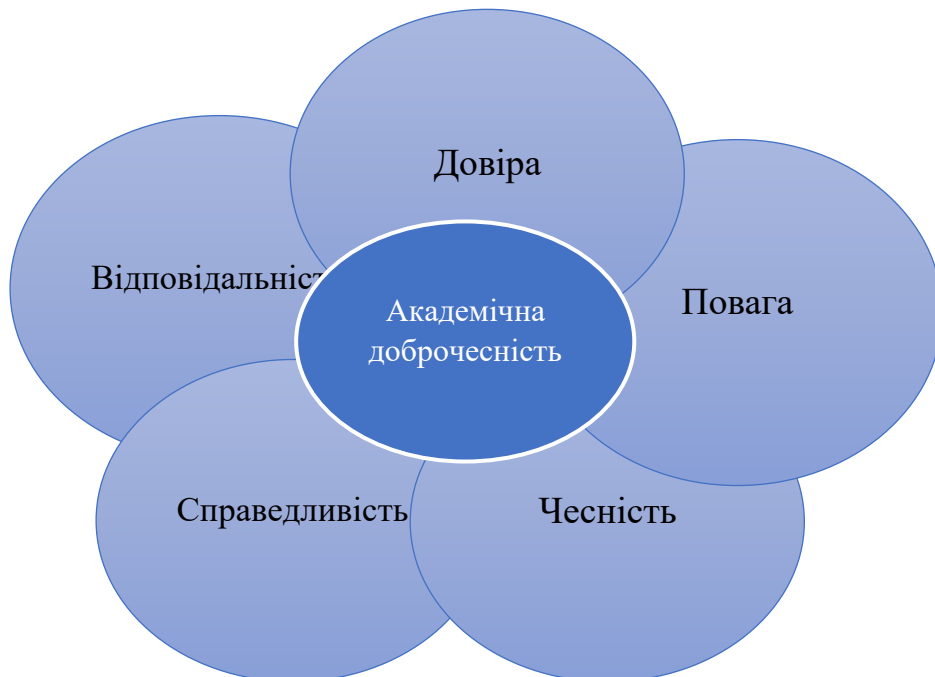 Довіра
Відповідальніст
Повага
Академічна
доброчесність
Справедливість
Чесність